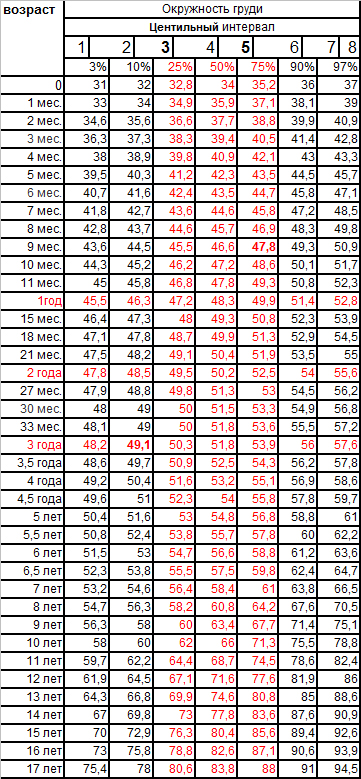 возраст Окружность груди
Центильный интервал
1 2 3 4 5 6 7 8
3% 10% 25% 50% 75% 90% 97%
0 31 32 32,8 34 35,2 36 37
1 мес. 33 34 34,9 35,9 37,1 38,1 39
2 мес. 34,6 35,6 36,6 37,7 38,8 39,9 40,9
3 мес. 36,3 37,3 38,3 39,4 40,5 41,4 42,8
4 мес. 38 38,9 39,8 40,9 42,1 43 43,3
5 мес. 39,5 40,3 41,2 42,3 43,5 44,5 45,7
6 мес. 40,7 41,6 42,4 43,5 44,7 45,8 47,1
7 мес. 41,8 42,7 43,6 44,6 45,8 47,2 48,5
8 мес. 42,8 43,7 44,6 45,7 46,9 48,3 49,8
9 мес. 43,6 44,5 45,5 46,6 47,8 49,3 50,9
10 мес. 44,3 45,2 46,2 47,2 48,6 50,1 51,7
11 мес. 45 45,8 46,8 47,8 49,3 50,8 52,3
1год 45,5 46,3 47,2 48,3 49,9 51,4 52,8
15 мес. 46,4 47,3 48 49,3 50,8 52,3 53,9
18 мес. 47,1 47,8 48,7 49,9 51,3 52,9 54,5
21 мес. 47,5 48,2 49,1 50,4 51,9 53,5 55
2 года 47,8 48,5 49,5 50,2 52,5 54 55,6
27 мес. 47,9 48,8 49,8 51,3 53 54,5 56,2
30 мес. 48 49 50 51,5 53,3 54,9 56,8
33 мес. 48,1 49 50 51,8 53,6 55,5 57,2
3 года 48,2 49,1 50,3 51,8 53,9 56 57,6
3,5 года 48,6 49,7 50,9 52,5 54,3 56,2 57,8
4 года 49,2 50,4 51,6 53,2 55,1 56,9 58,6
4,5 года 49,6 51 52,3 54 55,8 57,8 59,7
5 лет 50,4 51,6 53 54,8 56,8 58,8 61
5,5 лет 50,8 52,4 53,8 55,7 57,8 60 62,2
6 лет 51,5 53 54,7 56,6 58,8 61,2 63,6
6,5 лет 52,3 53,8 55,5 57,5 59,8 62,4 64,7
7 лет 53,2 54,6 56,4 58,4 61 63,8 66,5
8 лет 54,7 56,3 58,2 60,8 64,2 67,6 70,5
9 лет 56,3 58 60 63,4 67,7 71,4 75,1
10 лет 58 60 62 66 71,3 75,5 78,8
11 лет 59,7 62,2 64,4 68,7 74,5 78,6 82,4
12 лет 61,9 64,5 67,1 71,6 77,6 81,9 86
13 лет 64,3 66,8 69,9 74,6 80,8 85 88,6
14 лет 67 69,8 73 77,8 83,6 87,6 90,9
15 лет 70 72,9 76,3 80,4 85,6 89,4 92,6
16 лет 73 75,8 78,8 82,6 87,1 90,6 93,9
17 лет 75,4 78 80,6 83,8 88 91 94,5